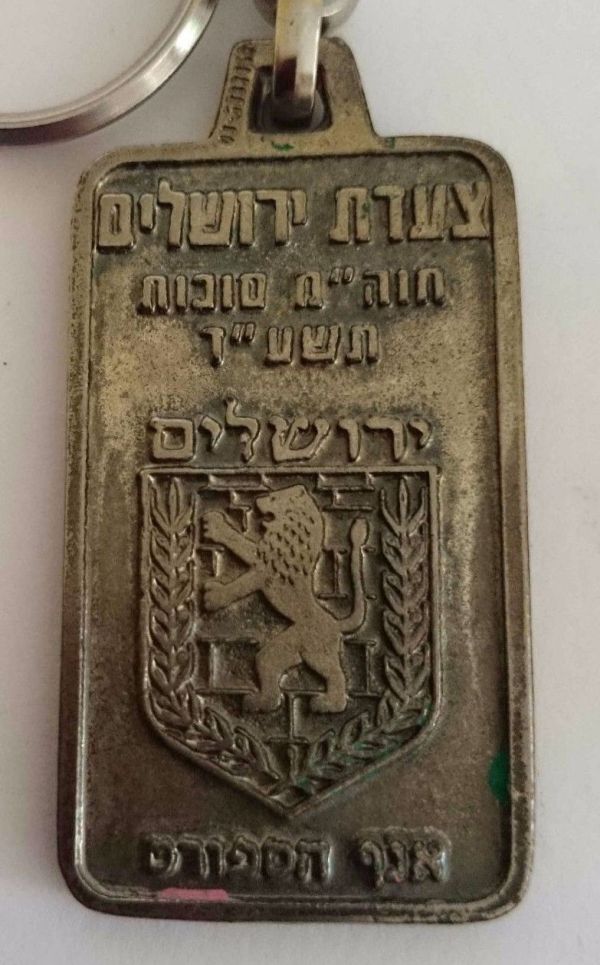 צעדת ירושלים
חוה"מ סוכות
תשע"ד
ירושלים
אגף הספורט